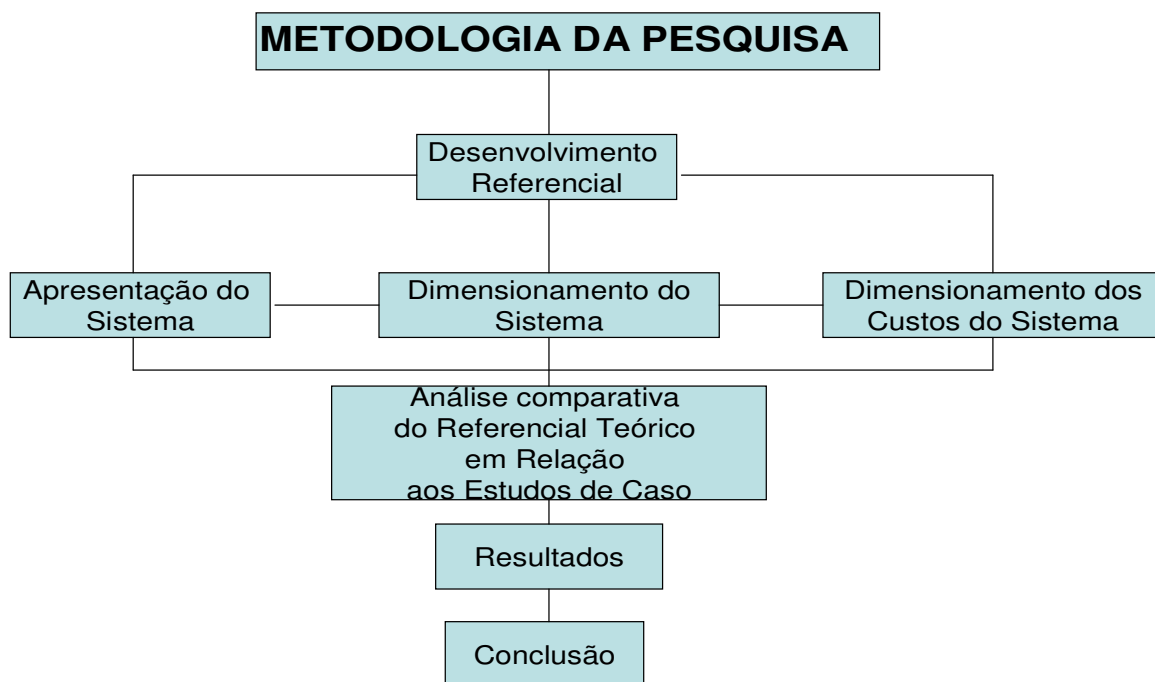 METODOLOGIA DA PESQUISA
Desenvolvimento
Referencial
Apresentação do
Sistema
Dimensionamento do
Sistema
Dimensionamento dos
Custos do Sistema
Análise comparativa
do Referencial Teórico
em Relação
aos Estudos de Caso
Resultados
Conclusão